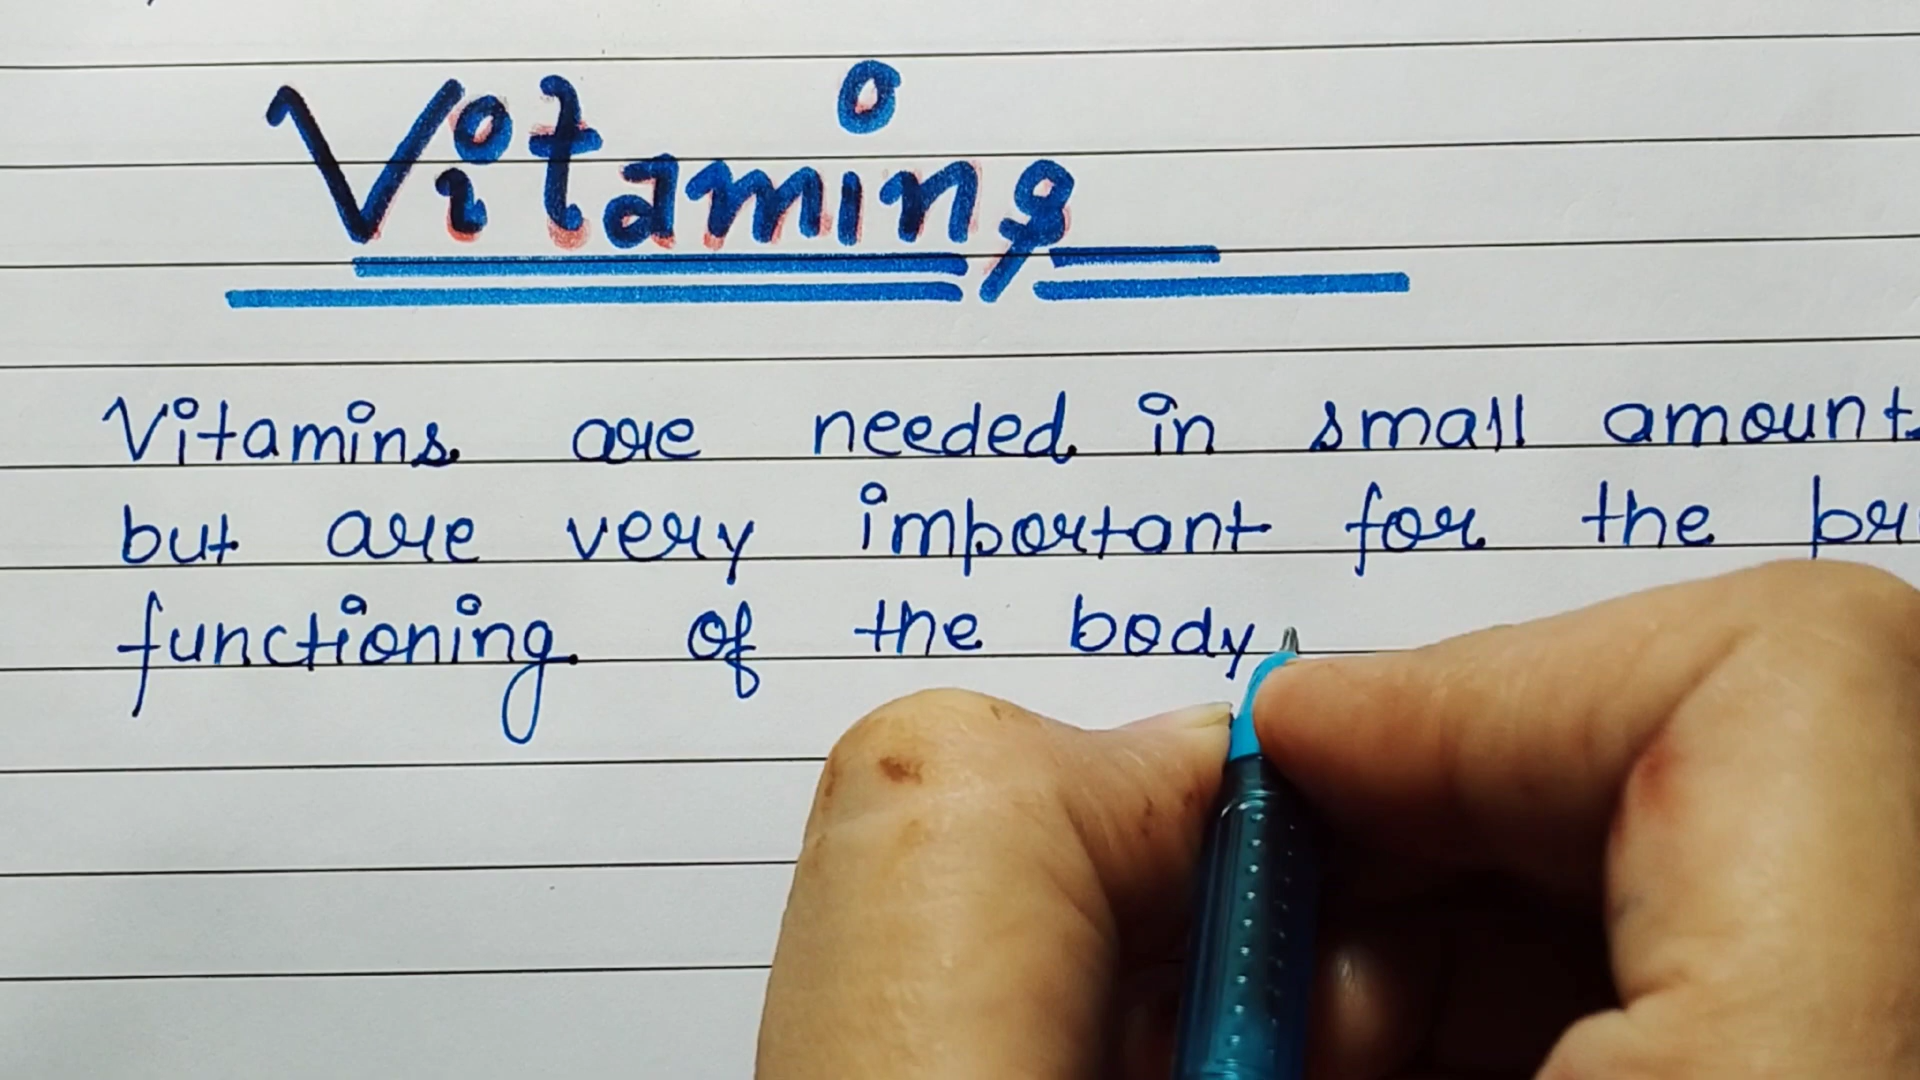 Vitamins
Vitamins are needed in small amount
but are very important for the
functioning of the body